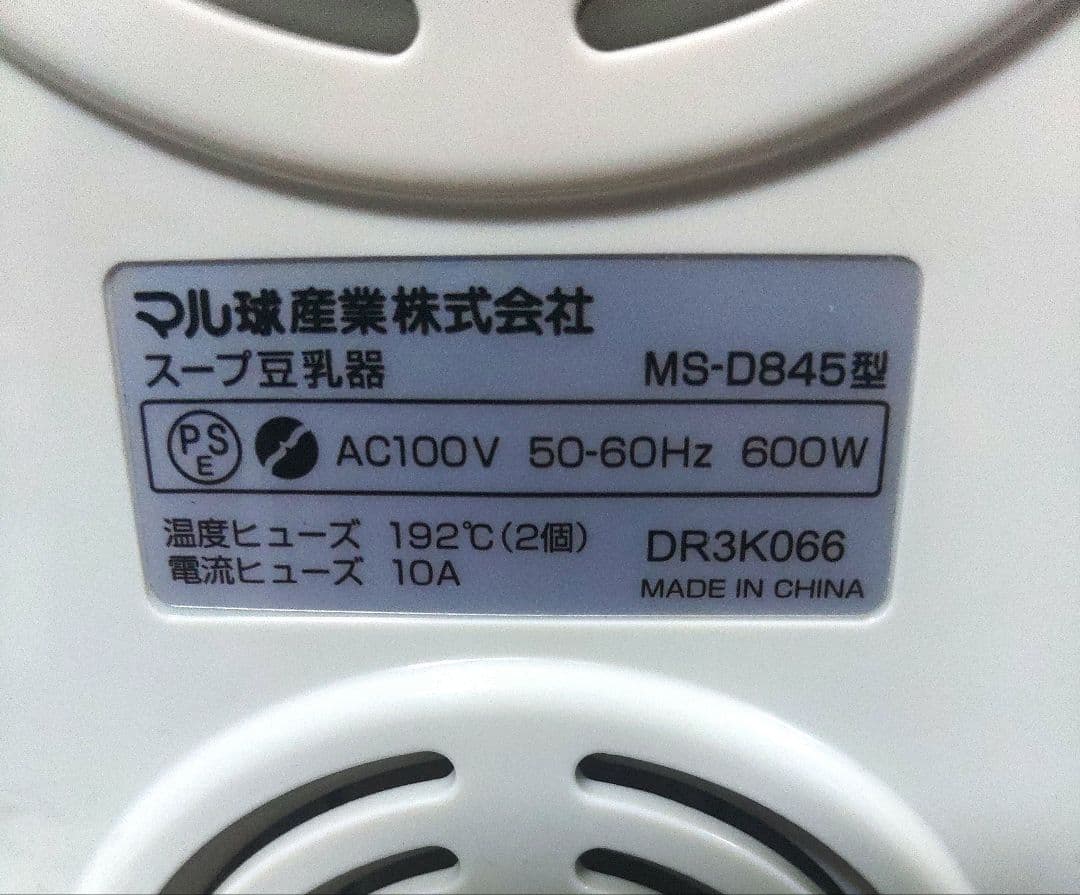 マル球産業株式会社
スープ豆乳器 MS-D845型
PSE AC100V 50-60Hz 600W
温度ヒューズ 192℃(2個) DR3K066
電流ヒューズ 10A MADE IN CHINA